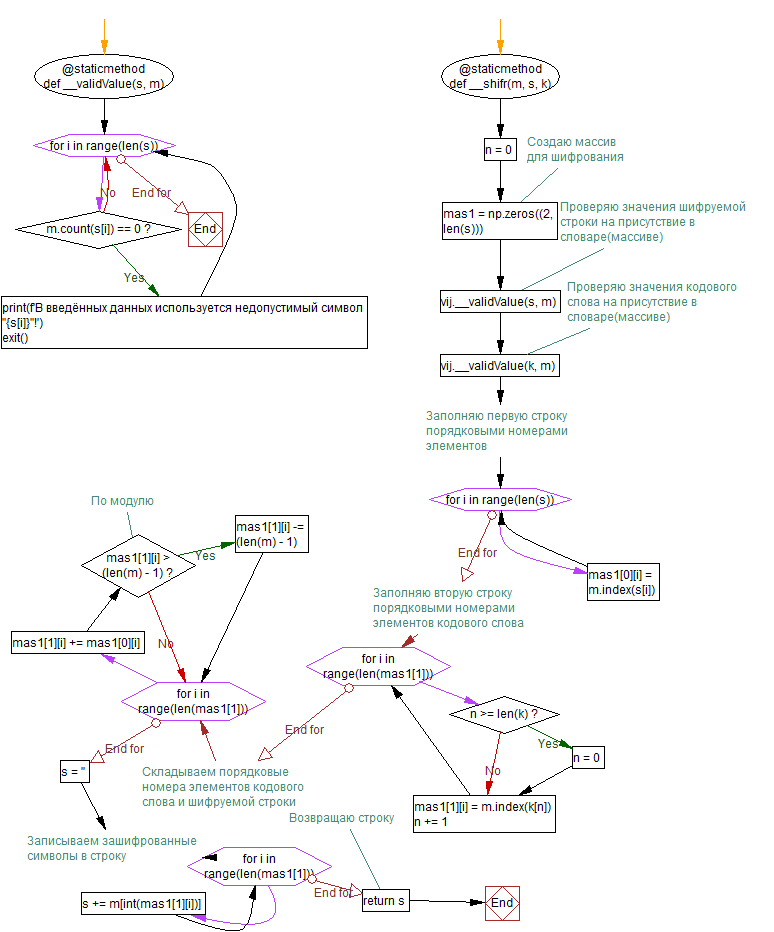 @staticmethod
def __validValue(s, m)
for i in range(len(s))
No
End for
m.count(s[i]) == 0 ?
End
Yes
print(f'В введённых данных используется недопустимый символ
"{s[i]}"!')
exit()
@staticmethod
def __shifr(m, s, k)
n = 0
Создаю массив
для шифрования
mas1 = np.zeros((2,
len(s)))
Проверяю значения шифруемой
строки на присутствие в
словаре(массиве)
vij.__validValue(s, m)
Проверяю значения кодового
слова на присутствие в
словаре(массиве)
vij.__validValue(k, m)
Заполняю первую строку
порядковыми номерами
элементов
for i in range(len(s))
End for
mas1[0][i] =
m.index(s[i])
Заполняю вторую строку
порядковыми номерами
элементов кодового слова
for i in
range(len(mas1[1]))
n >= len(k) ?
End for
Yes
n = 0
No
mas1[1][i] = m.index(k[n])
n += 1
По модулю
mas1[1][i] -=
(len(m) - 1)
mas1[1][i] >
(len(m) - 1) ?
Yes
mas1[1][i] += mas1[0][i]
No
for i in
range(len(mas1[1]))
End for
s = ''
Складываем порядковые
номера элементов кодового
слова и шифруемой строки
Записываем зашифрованные
символы в строку
Возвращаю строку
for i in
range(len(mas1[1]))
End for
s += m[int(mas1[1][i])]
return s
End